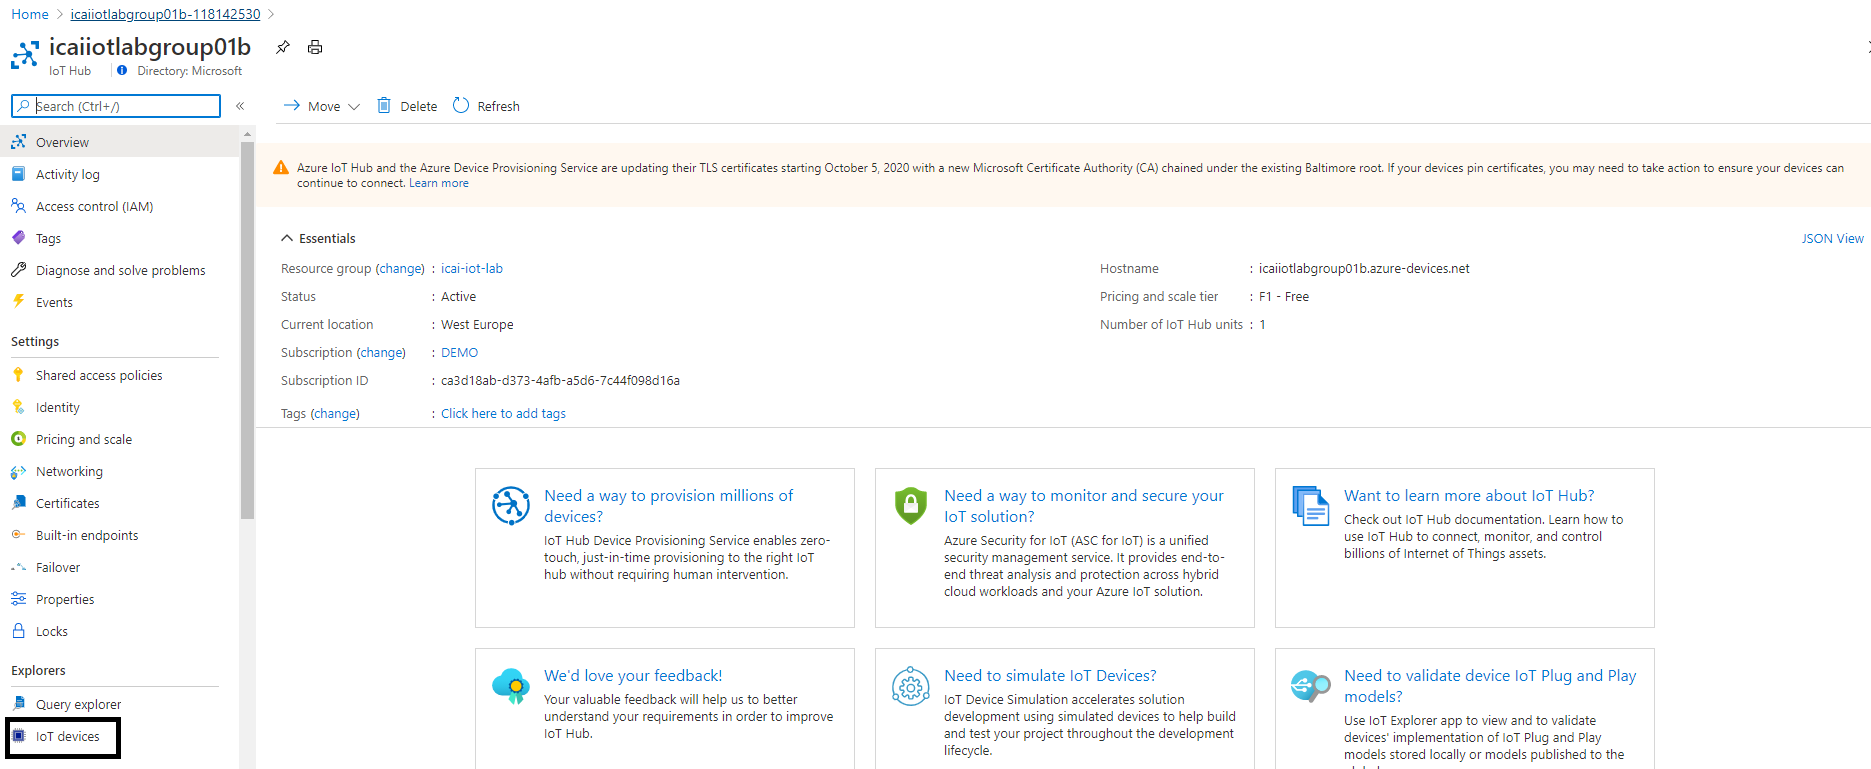 Home > icaiiotlabgroup01b-118142530 >
icaiiotlabgroup01b
IoT Hub
Directory: Microsoft
Search (Ctrl+/)
«
Move
Delete
Refresh
Overview
Activity log
Access control (IAM)
Tags
Diagnose and solve problems
Events
Settings
Shared access policies
Identity
Pricing and scale
Networking
Certificates
Built-in endpoints
Failover
Properties
Locks
Explorers
Query explorer
IoT devices
Azure IoT Hub and the Azure Device Provisioning Service are updating their TLS certificates starting October 5, 2020 with a new Microsoft Certificate Authority (CA) chained under the existing Baltimore root. If your devices pin certificates, you may need to take action to ensure your devices can
continue to connect. Learn more
Essentials
JSON View
Resource group (change) : icai-iot-lab
Status : Active
Current location : West Europe
Subscription (change) : DEMO
Subscription ID : ca3d18ab-d373-4afb-a5d6-7c44f098d16a
Tags (change) : Click here to add tags
Hostname : icaiiotlabgroup01b.azure-devices.net
Pricing and scale tier : F1 - Free
Number of IoT Hub units : 1
Need a way to provision millions of
devices?
IoT Hub Device Provisioning Service enables zero-
touch, just-in-time provisioning to the right IoT
hub without requiring human intervention.
Need a way to monitor and secure your
IoT solution?
Azure Security for IoT (ASC for IoT) is a unified
security management service. It provides end-to-
end threat analysis and protection across hybrid
cloud workloads and your Azure IoT solution.
Want to learn more about IoT Hub?
Check out IoT Hub documentation. Learn how to
use IoT Hub to connect, monitor, and control
billions of Internet of Things assets.
We'd love your feedback!
Your valuable feedback will help us to better
understand your requirements in order to improve
IoT Hub.
Need to simulate IoT Devices?
IoT Device Simulation accelerates solution
development using simulated devices to help build
and test your project throughout the development
lifecycle.
Need to validate device IoT Plug and Play
models?
Use IoT Explorer app to view and to validate
devices' implementation of IoT Plug and Play
models stored locally or models published to the